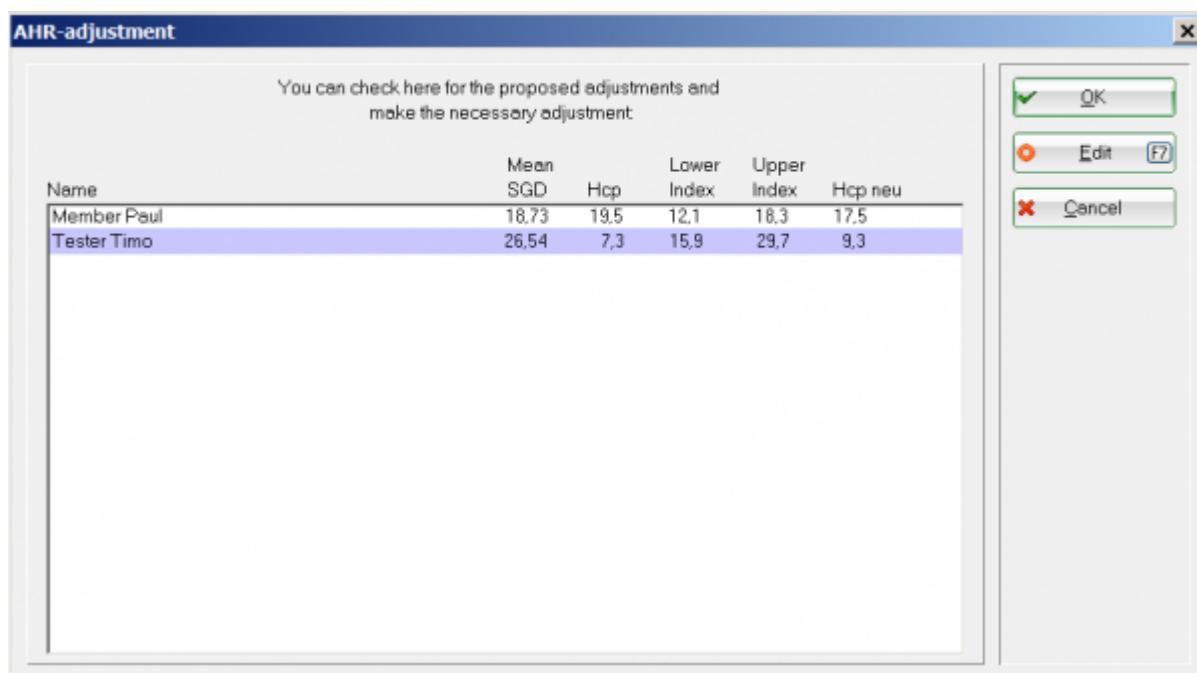 AHR-adjustment
You can check here for the proposed adjustments and
make the necessary adjustment
OK
Edit F7
Cancel
Mean Lower Upper
Name SGD Hcp Index Index Hcp neu
Member Paul 18,73 19,5 12,1 18,3 17,5
Tester Timo 26,54 7,3 15,9 29,7 9,3